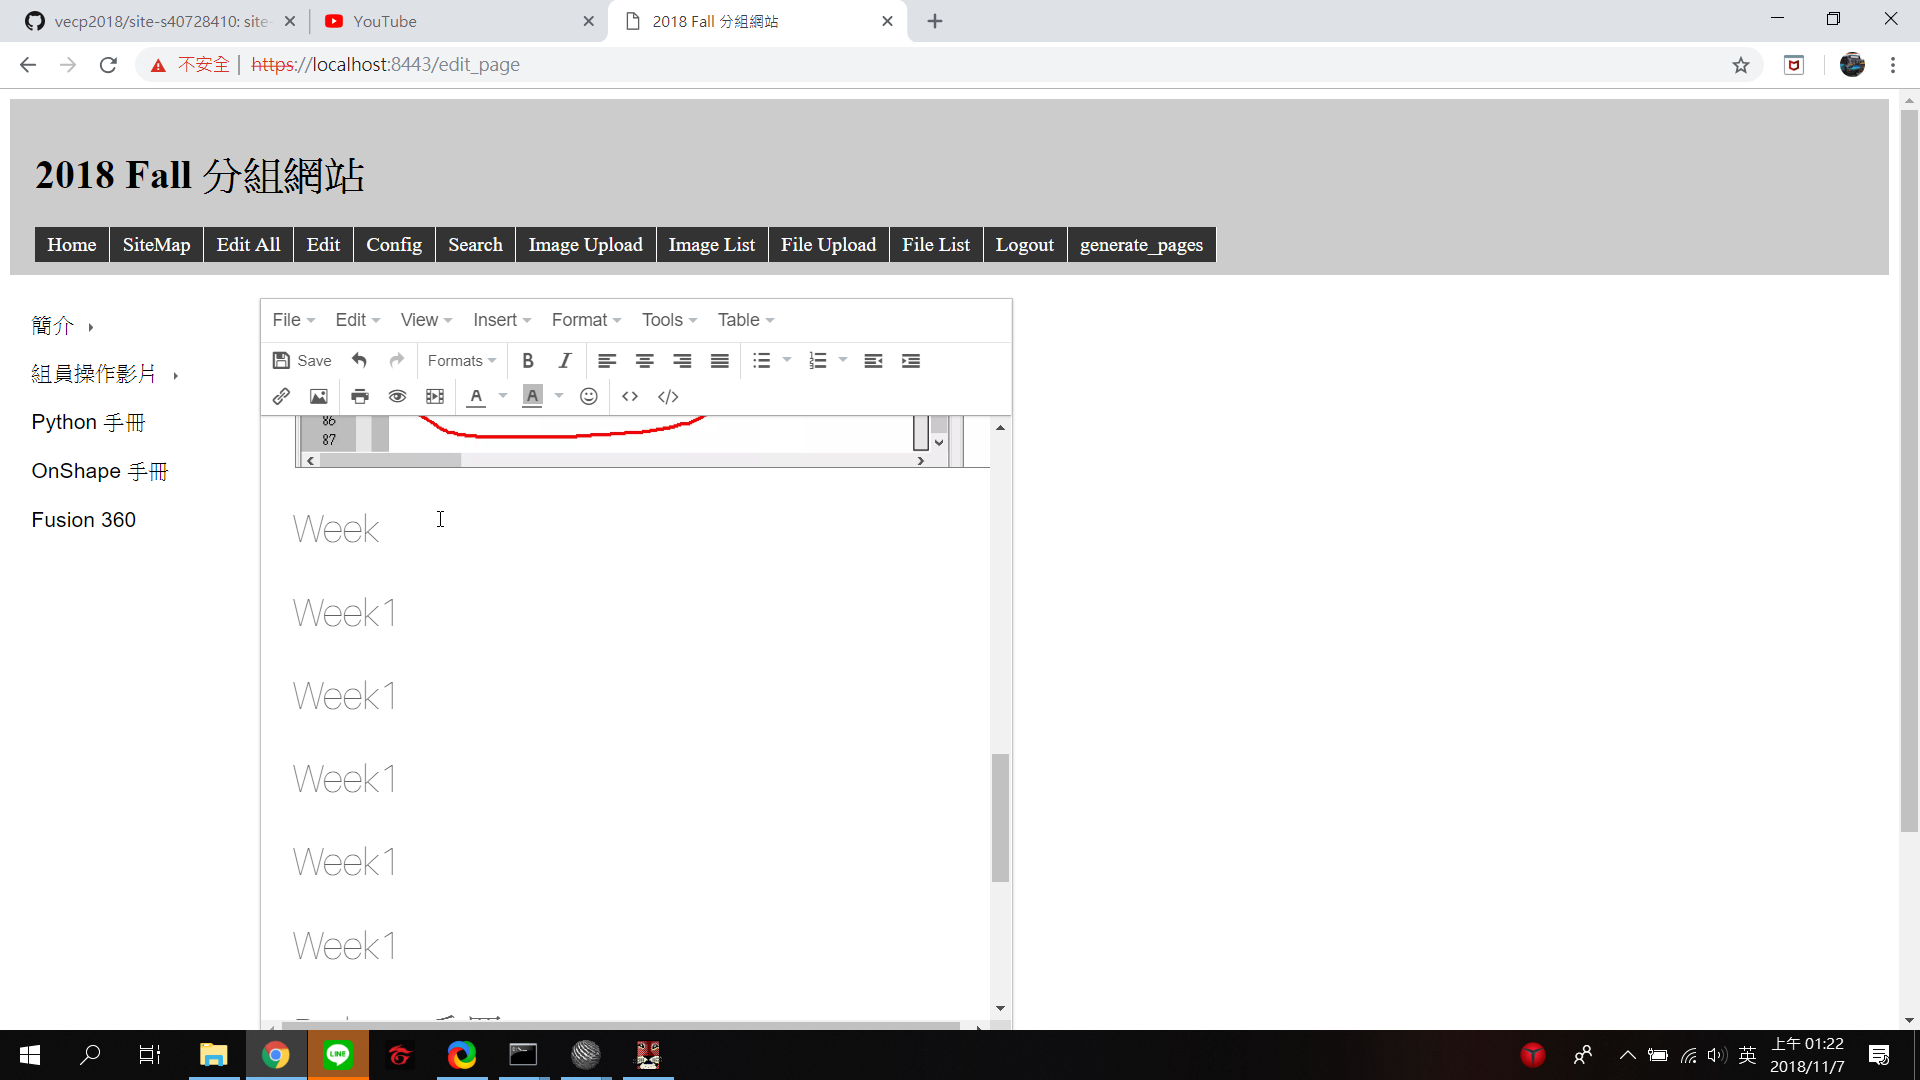 vecp2018/site-s40728410: site-
YouTube
2018 Fall 分組網站
不安全 | https://localhost:8443/edit_page
2018 Fall 分組網站
Home SiteMap Edit All Edit Config Search Image Upload Image List File Upload File List Logout generate_pages
簡介
組員操作影片
Python 手冊
OnShape 手冊
Fusion 360
File Edit View Insert Format Tools Table
Save Formats B I
A A
86
87
Week
Week1
Week1
Week1
Week1
Week1
LINE
英
上午 01:22
2018/11/7